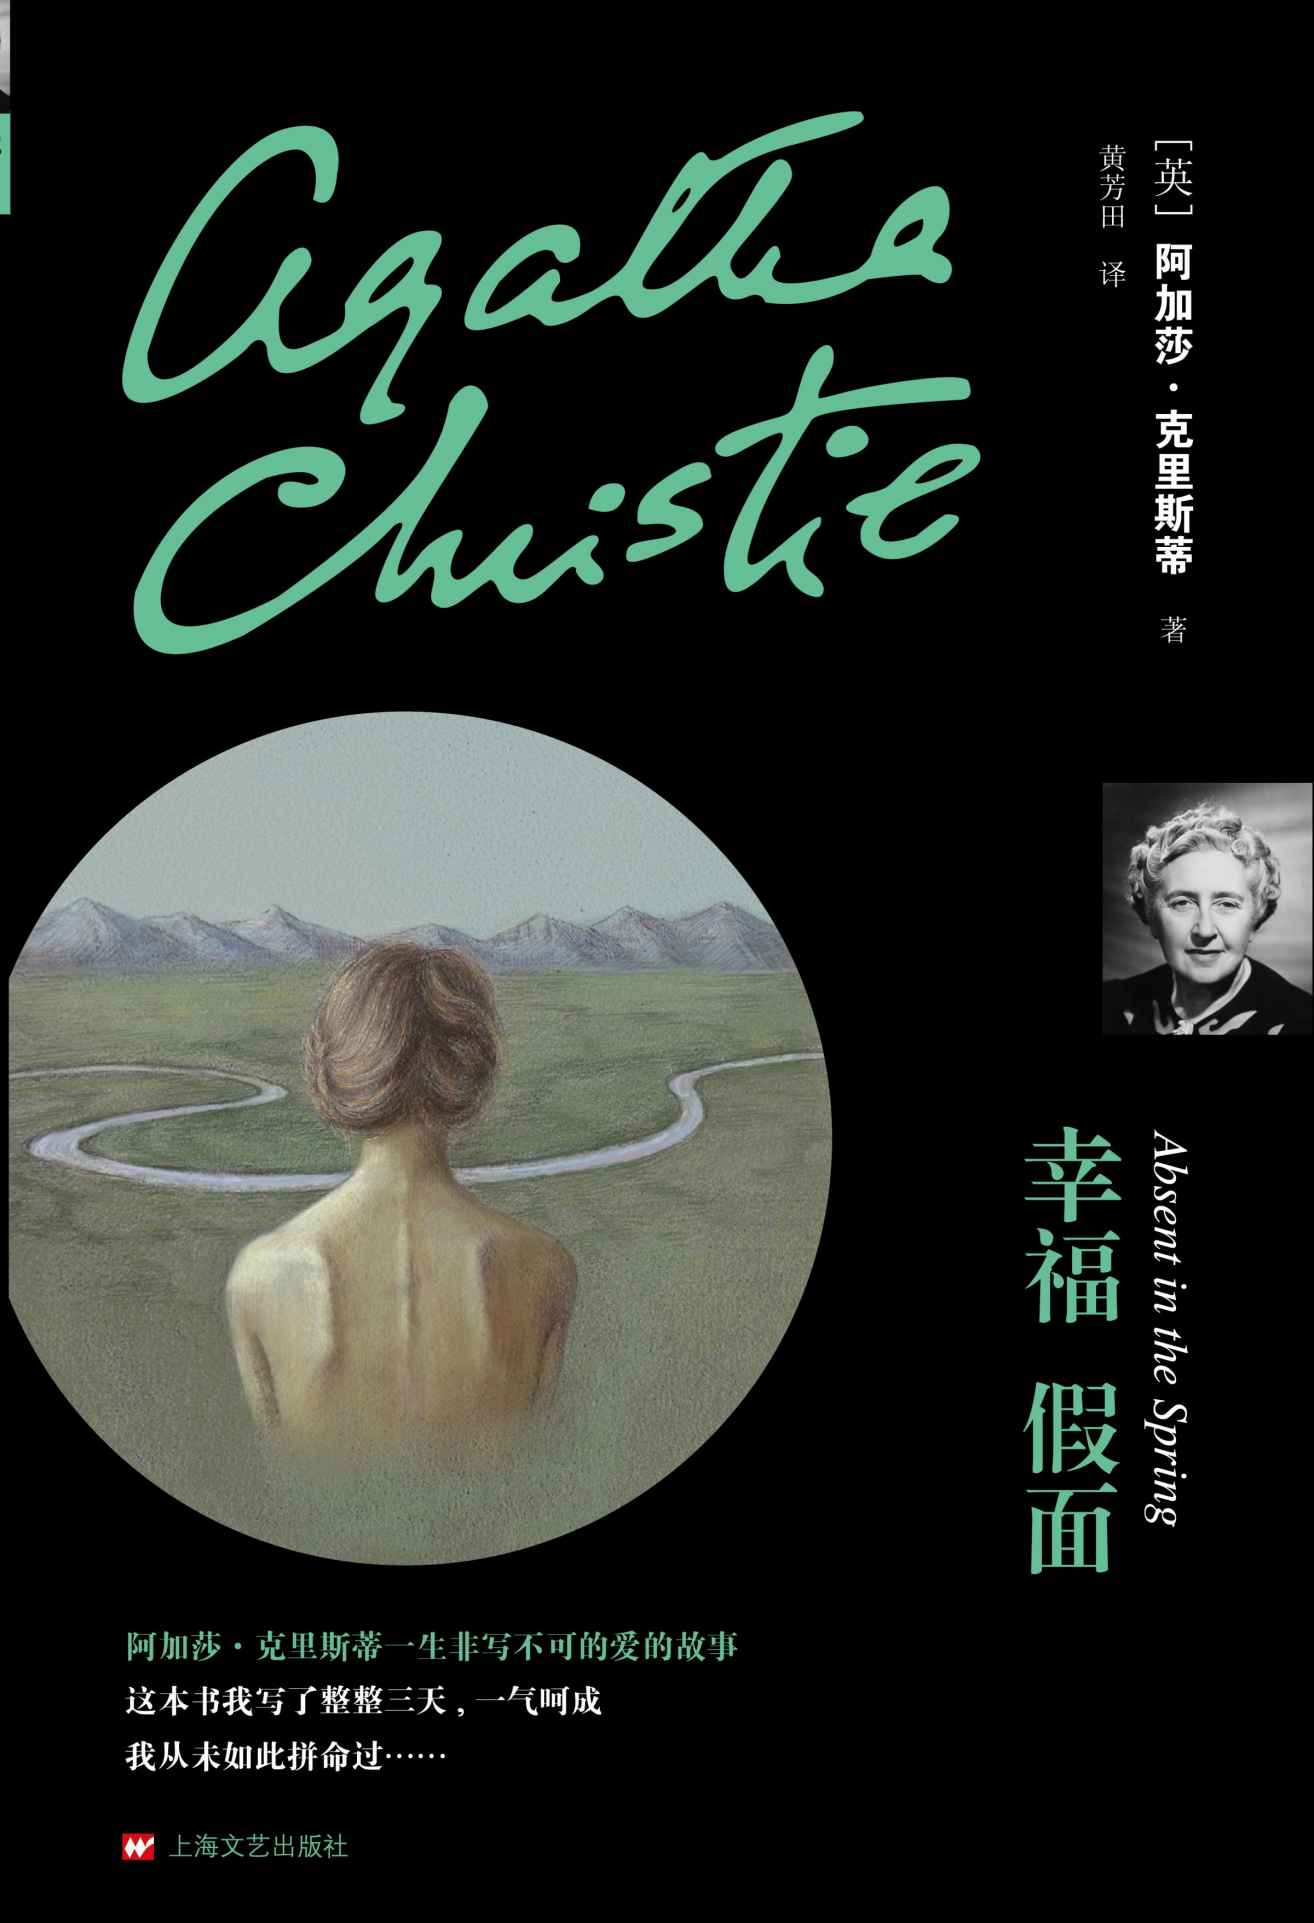 Agatha
Christie
[英] 阿加莎·克里斯蒂 著
黄芳田 译
Absent in the Spring
幸福假面
阿加莎·克里斯蒂一生非写不可的爱的故事
这本书我写了整整三天，一气呵成
我从未如此拼命过……
上海文艺出版社